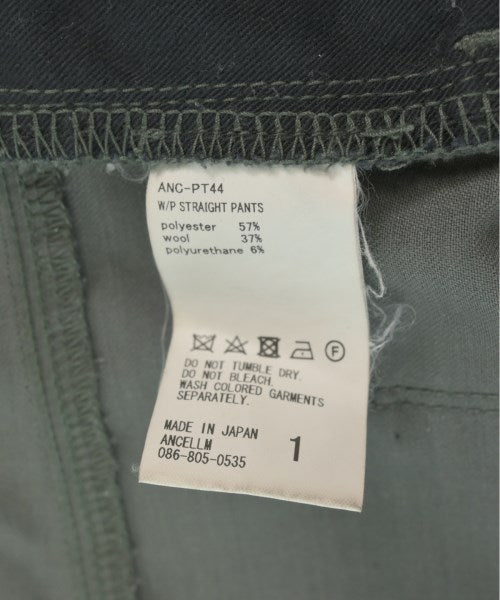 ANC-PT44
W/P STRAIGHT PANTS
polyester 57%
wool 37%
polyurethane 6%
F
DO NOT TUMBLE DRY.
DO NOT BLEACH.
WASH COLORED GARMENTS
SEPARATELY.
MADE IN JAPAN
ANCELLM
086-805-0535
1